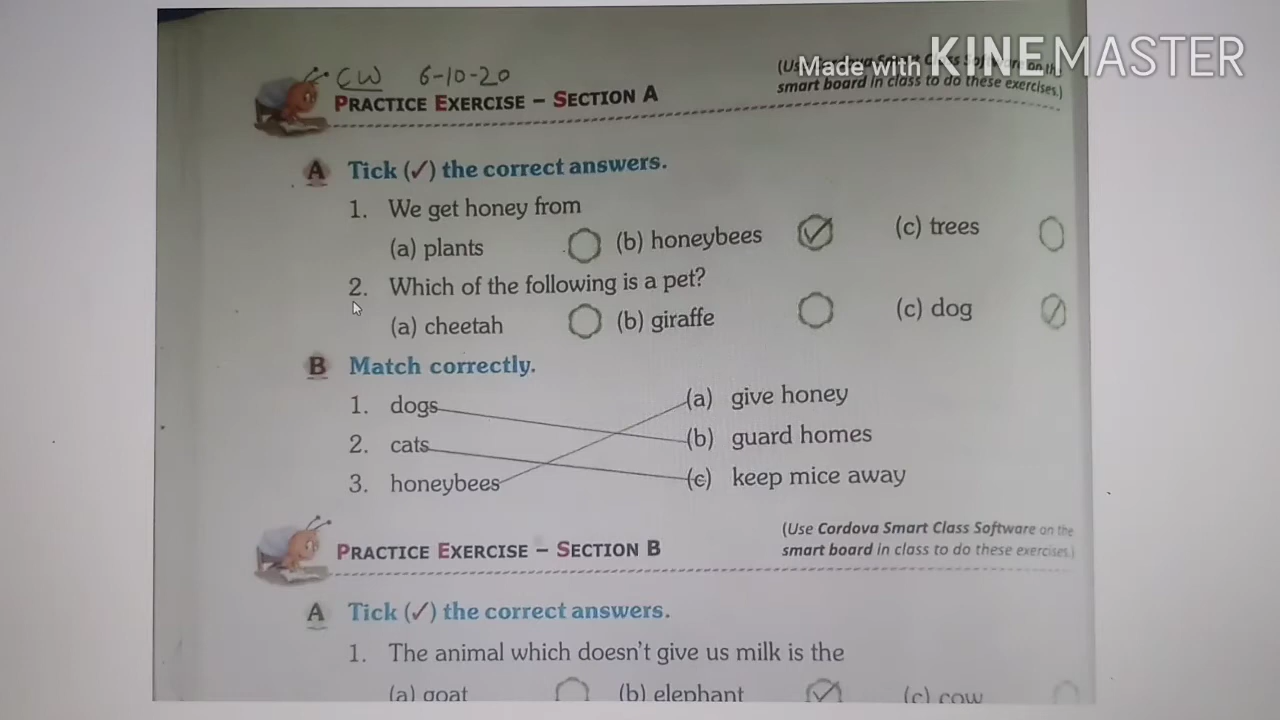 Made with KINEMASTER
CW 6-10-20
PRACTICE EXERCISE – SECTION A
smart board in class to do these exercises.)
A Tick (✓) the correct answers.
1. We get honey from
(a) plants (b) honeybees ✓ (c) trees
2. Which of the following is a pet?
(a) cheetah (b) giraffe (c) dog
B Match correctly.
1. dogs (a) give honey
2. cats (b) guard homes
3. honeybees (c) keep mice away
PRACTICE EXERCISE – SECTION B
(Use Cordova Smart Class Software on the
smart board in class to do these exercises.)
A Tick (✓) the correct answers.
1. The animal which doesn't give us milk is the
(a) goat (b) elephant ✓ (c) cow